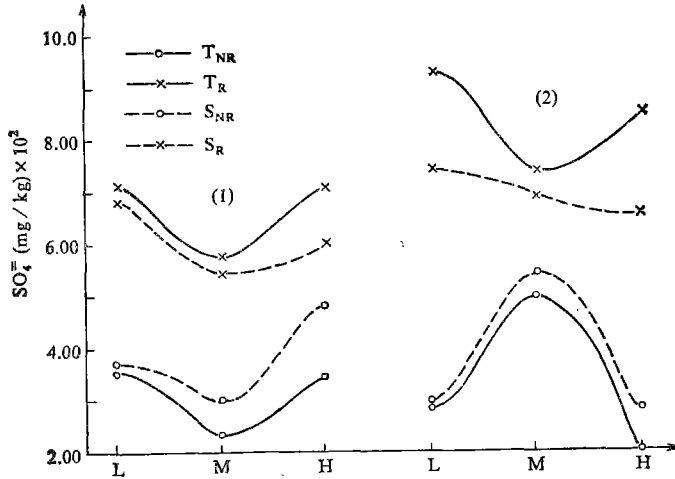 10.0
8.00
6.00
4.00
2.00
SO₄⁼ (mg / kg) × 10²
T_NR
T_R
S_NR
S_R
(1)
(2)
L M H L M H